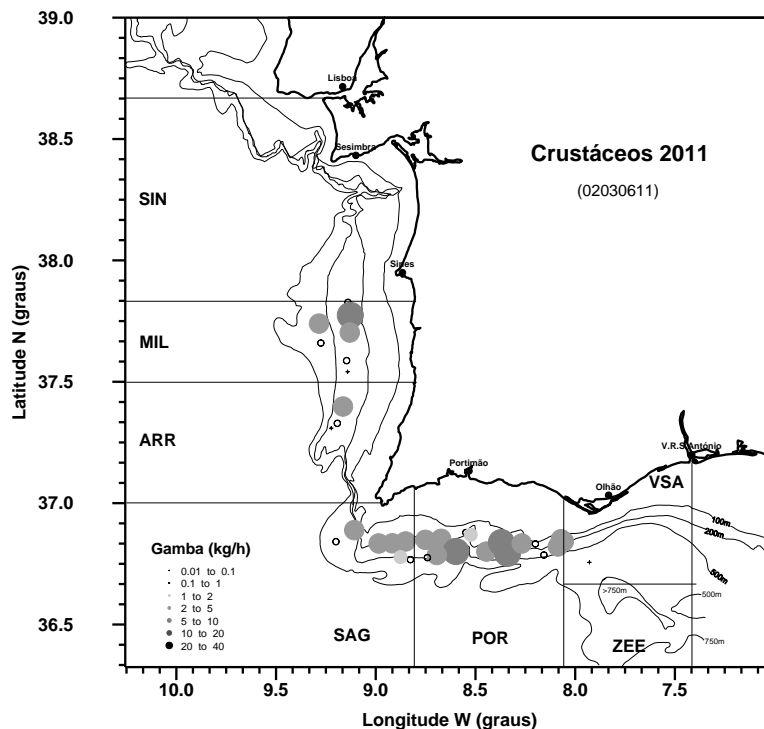 39.0
38.5
38.0
37.5
37.0
36.5
Latitude N (graus)
Lisboa
Sesimbra
Sines
Portimão
Olhão
V.R.S.António
Crustáceos 2011
(02030611)
SIN
MIL
ARR
SAG
POR
VSA
ZEE
100m
200m
500m
>750m
500m
750m
Gamba (kg/h)
0.01 to 0.1
0.1 to 1
1 to 2
2 to 5
5 to 10
10 to 20
20 to 40
10.0 9.5 9.0 8.5 8.0 7.5
Longitude W (graus)